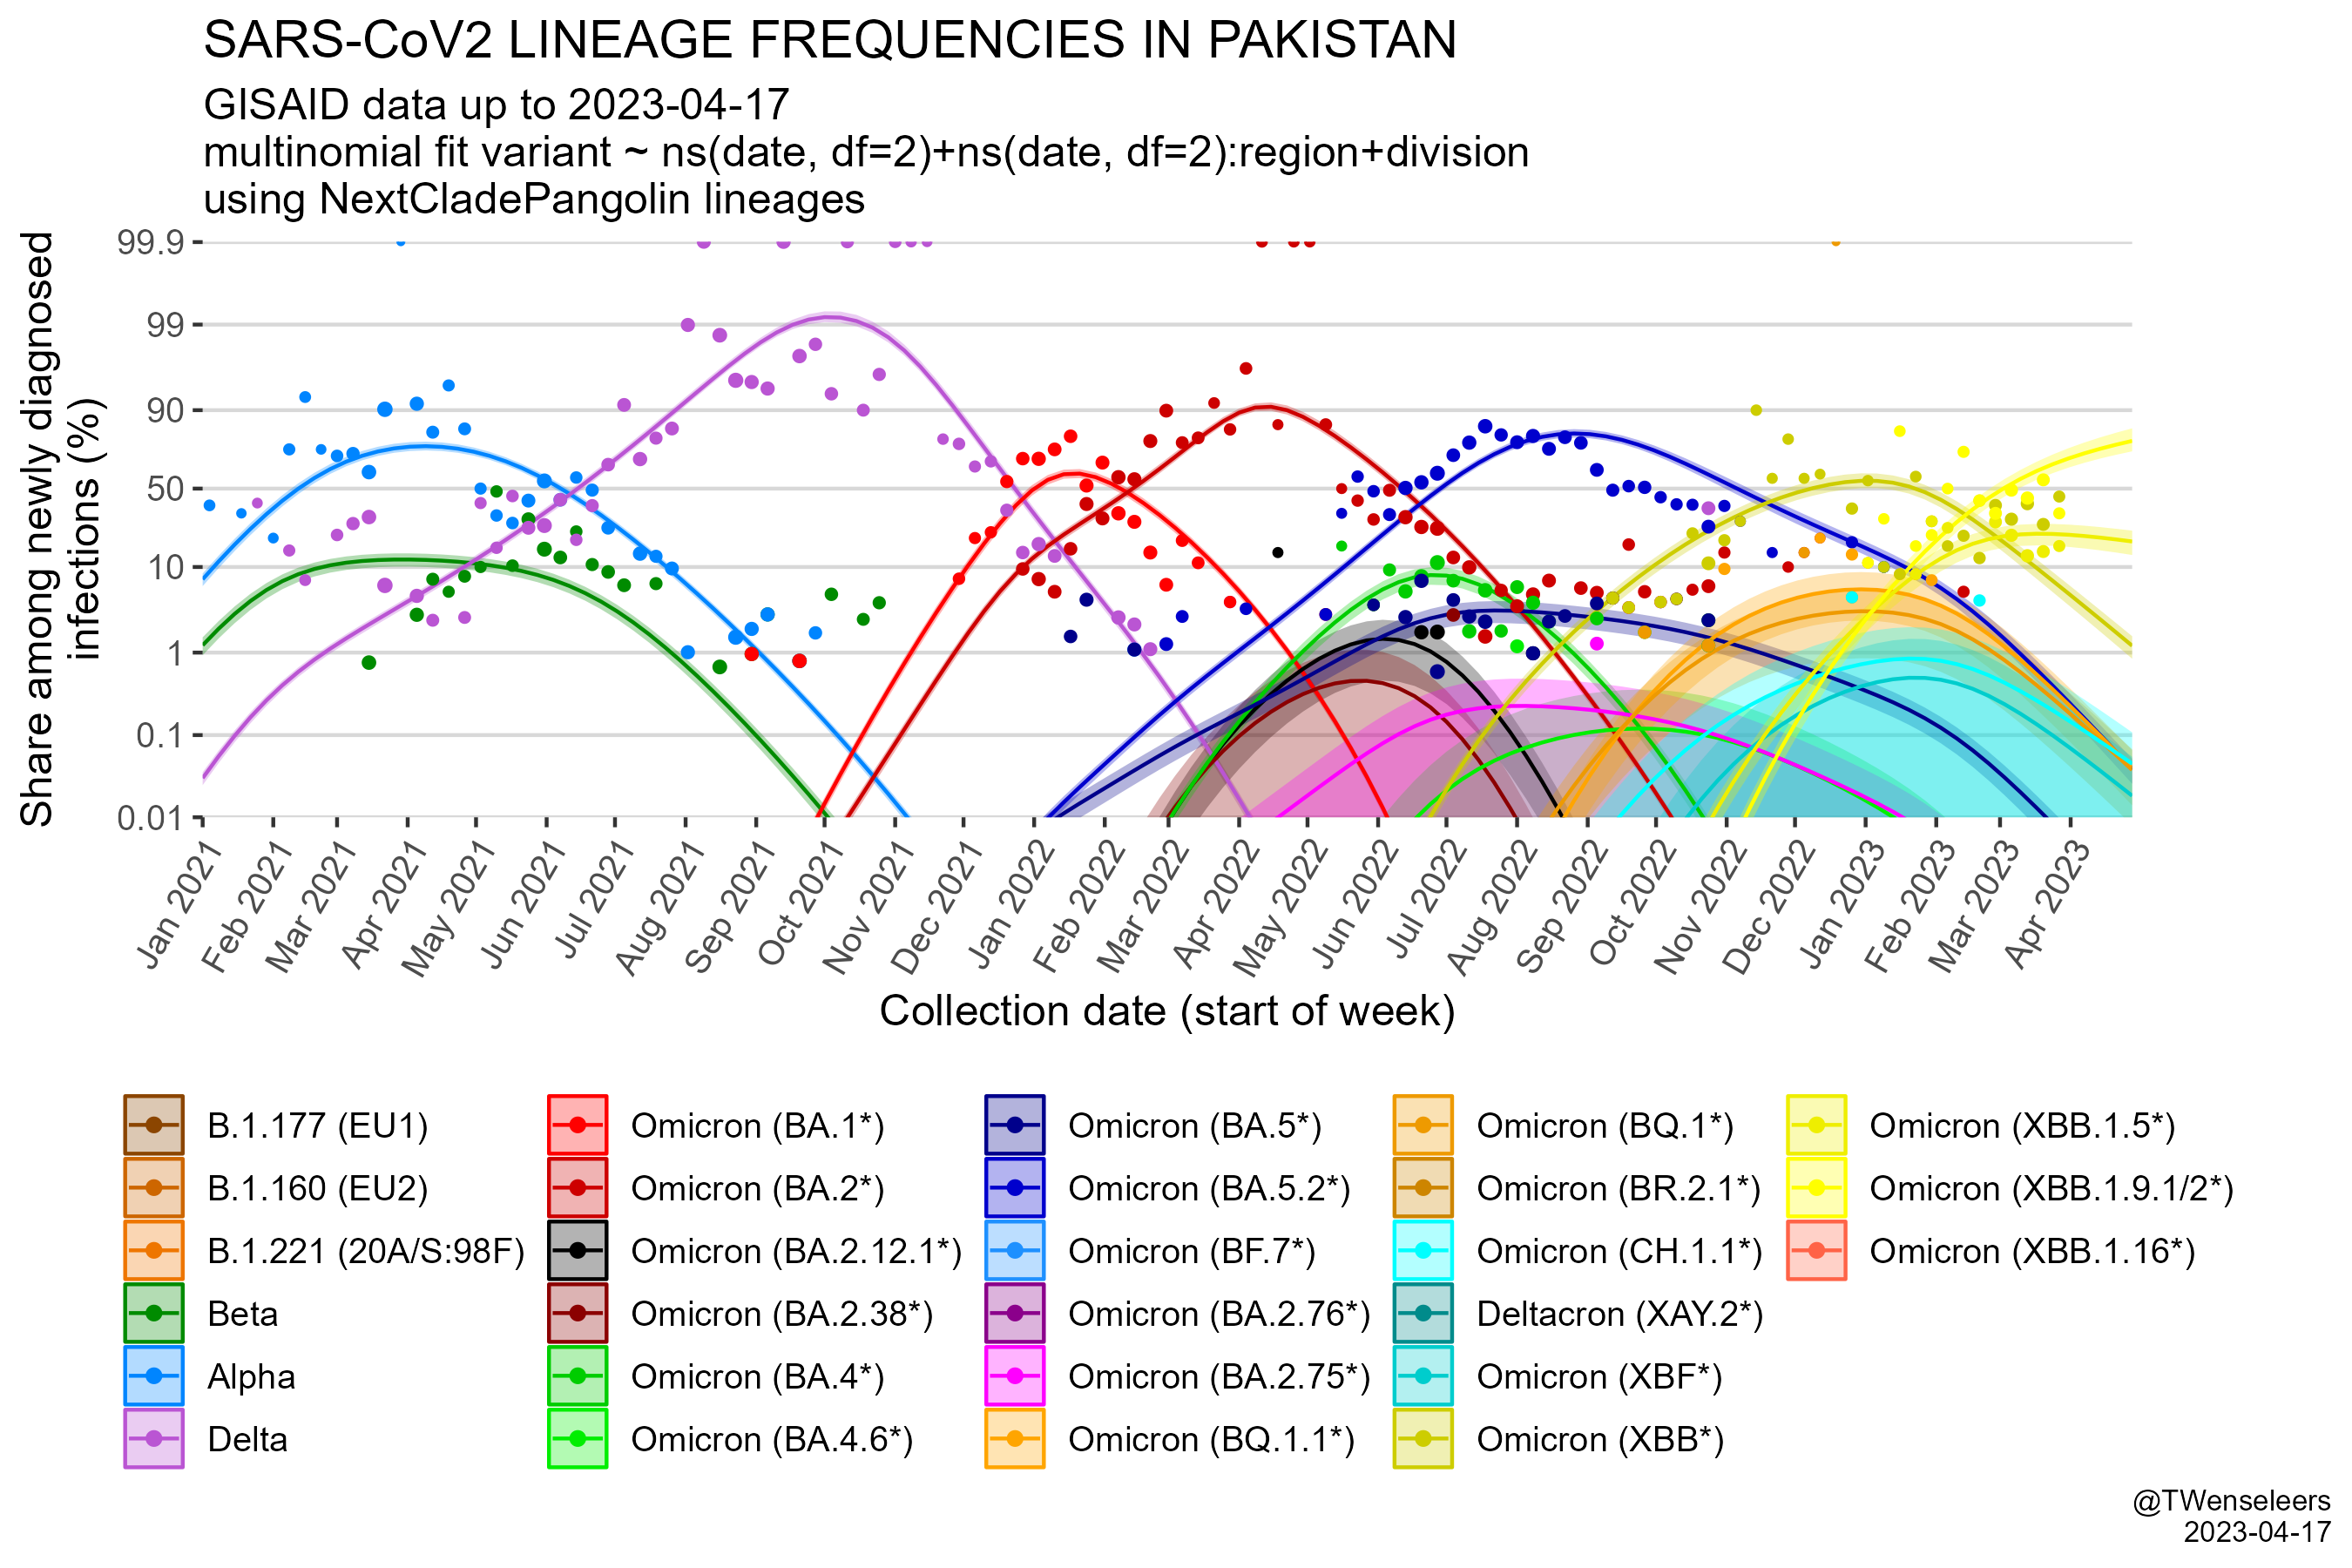 SARS-CoV2 LINEAGE FREQUENCIES IN PAKISTAN
GISAID data up to 2023-04-17
multinomial fit variant ~ ns(date, df=2)+ns(date, df=2):region+division
using NextCladePangolin lineages
Share among newly diagnosed
infections (%)
99.9
99
90
50
10
1
0.1
0.01
Jan 2021
Feb 2021
Mar 2021
Apr 2021
May 2021
Jun 2021
Jul 2021
Aug 2021
Sep 2021
Oct 2021
Nov 2021
Dec 2021
Jan 2022
Feb 2022
Mar 2022
Apr 2022
May 2022
Jun 2022
Jul 2022
Aug 2022
Sep 2022
Oct 2022
Nov 2022
Dec 2022
Jan 2023
Feb 2023
Mar 2023
Apr 2023
Collection date (start of week)
B.1.177 (EU1)
B.1.160 (EU2)
B.1.221 (20A/S:98F)
Beta
Alpha
Delta
Omicron (BA.1*)
Omicron (BA.2*)
Omicron (BA.2.12.1*)
Omicron (BA.2.38*)
Omicron (BA.4*)
Omicron (BA.4.6*)
Omicron (BA.5*)
Omicron (BA.5.2*)
Omicron (BF.7*)
Omicron (BA.2.76*)
Omicron (BA.2.75*)
Omicron (BQ.1.1*)
Omicron (BQ.1*)
Omicron (BR.2.1*)
Omicron (CH.1.1*)
Deltacron (XAY.2*)
Omicron (XBF*)
Omicron (XBB*)
Omicron (XBB.1.5*)
Omicron (XBB.1.9.1/2*)
Omicron (XBB.1.16*)
@TWenseleers
2023-04-17